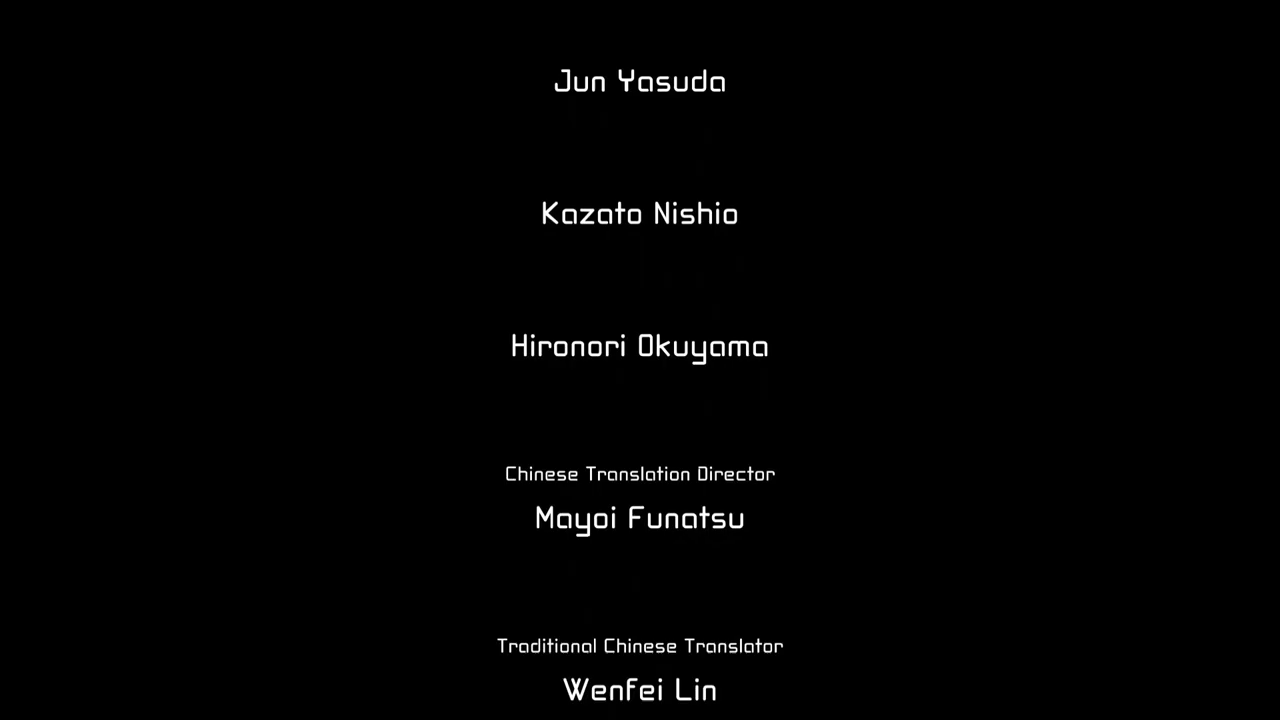 Jun Yasuda
Kazato Nishio
Hironori Okuyama
Chinese Translation Director
Mayoi Funatsu
Traditional Chinese Translator
Wenfei Lin